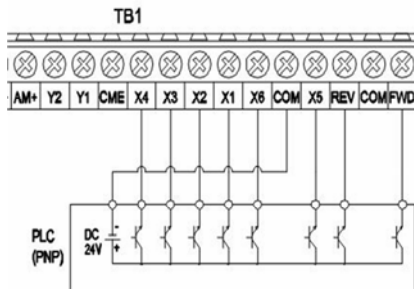 TB1
AM+ Y2 Y1 CME X4 X3 X2 X1 X6 COM X5 REV COM FWD
PLC
(PNP)
DC
24V
-
+